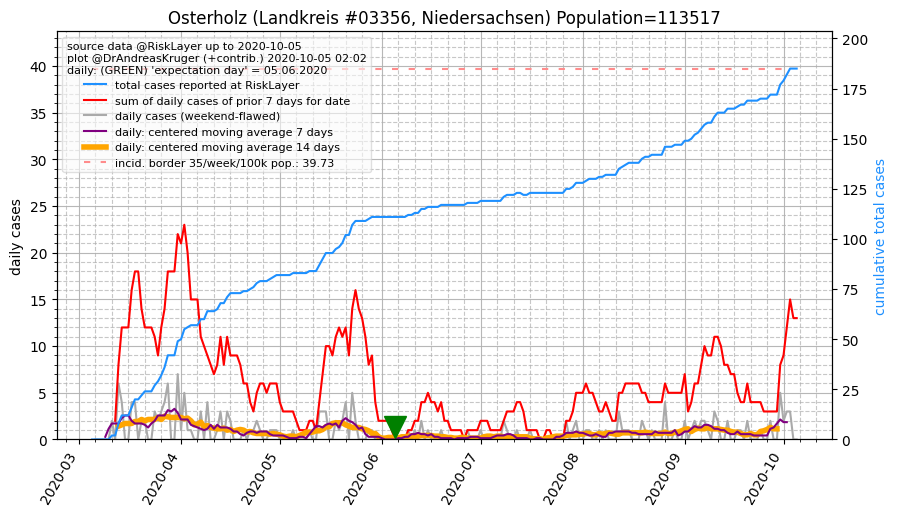 Osterholz (Landkreis #03356, Niedersachsen) Population=113517
source data @RiskLayer up to 2020-10-05
plot @DrAndreasKruger (+contrib.) 2020-10-05 02:02
daily: (GREEN) 'expectation day' = 05.06.2020
total cases reported at RiskLayer
sum of daily cases of prior 7 days for date
daily cases (weekend-flawed)
daily: centered moving average 7 days
daily: centered moving average 14 days
incid. border 35/week/100k pop.: 39.73
daily cases
40
35
30
25
20
15
10
5
0
cumulative total cases
200
175
150
125
100
75
50
25
0
2020-03
2020-04
2020-05
2020-06
2020-07
2020-08
2020-09
2020-10